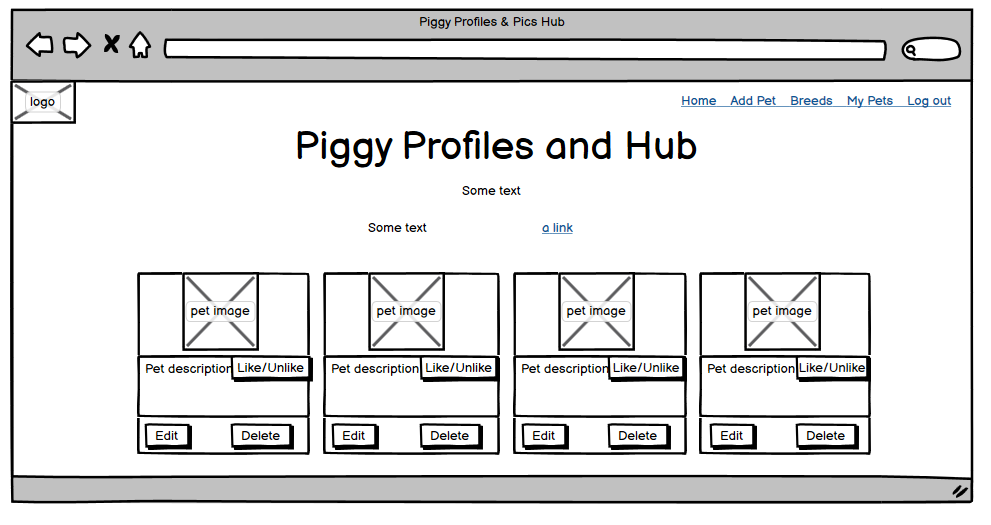 Piggy Profiles & Pics Hub
logo
Home Add Pet Breeds My Pets Log out
Piggy Profiles and Hub
Some text
Some text a link
pet image pet image pet image pet image
Pet description Like/Unlike Pet description Like/Unlike Pet description Like/Unlike Pet description Like/Unlike
Edit Delete Edit Delete Edit Delete Edit Delete